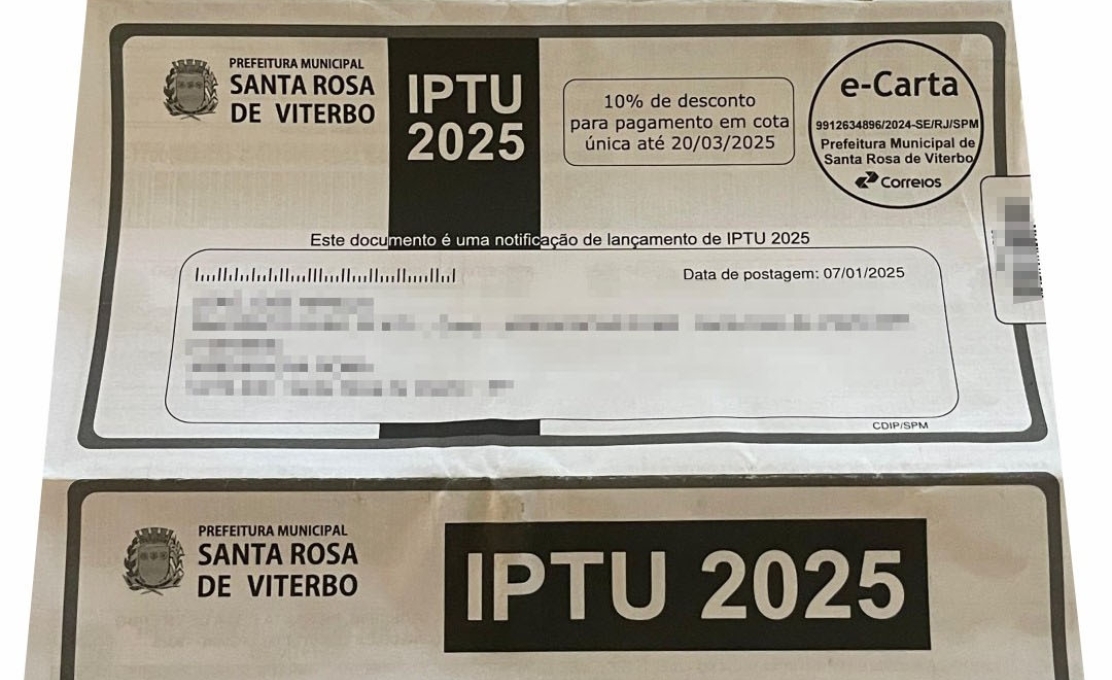 PREFEITURA MUNICIPAL
SANTA ROSA
DE VITERBO
IPTU
2025
10% de desconto
para pagamento em cota
única até 20/03/2025
e-Carta
9912634896/2024-SE/RJ/SPM
Prefeitura Municipal de
Santa Rosa de Viterbo
Correios
Este documento é uma notificação de lançamento de IPTU 2025
Data de postagem: 07/01/2025
CDIP/SPM
PREFEITURA MUNICIPAL
SANTA ROSA
DE VITERBO
IPTU 2025